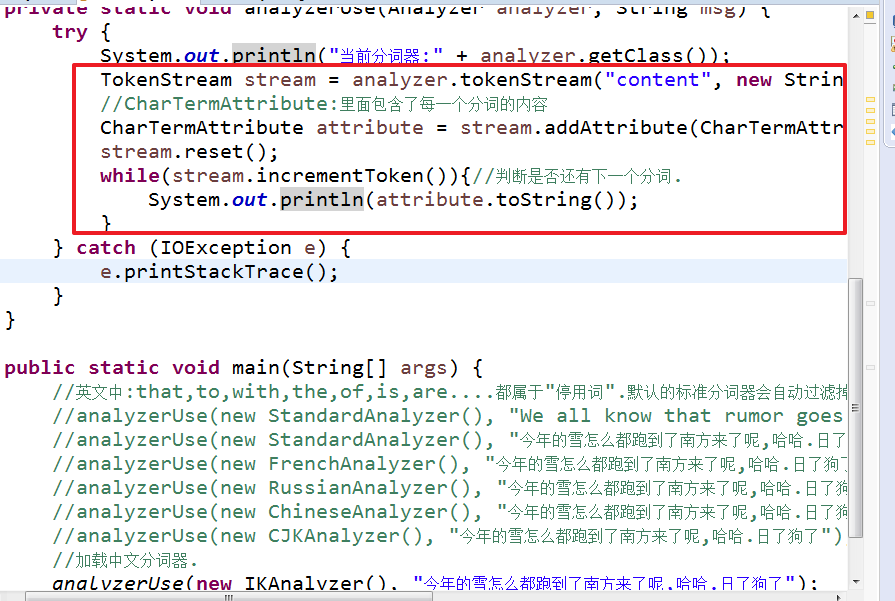 private static void analyzerUse(Analyzer analyzer, String msg) {
try {
System.out.println("当前分词器:" + analyzer.getClass());
TokenStream stream = analyzer.tokenStream("content", new Strin
//CharTermAttribute:里面包含了每一个分词的内容
CharTermAttribute attribute = stream.addAttribute(CharTermAttr
stream.reset();
while(stream.incrementToken()){//判断是否还有下一个分词.
System.out.println(attribute.toString());
}
} catch (IOException e) {
e.printStackTrace();
}
}
public static void main(String[] args) {
//英文中:that,to,with,the,of,is,are....都属于"停用词".默认的标准分词器会自动过滤掉
//analyzerUse(new StandardAnalyzer(), "We all know that rumor goes
//analyzerUse(new StandardAnalyzer(), "今年的雪怎么都跑到了南方来了呢,哈哈.日了
//analyzerUse(new FrenchAnalyzer(), "今年的雪怎么都跑到了南方来了呢,哈哈.日了狗了
//analyzerUse(new RussianAnalyzer(), "今年的雪怎么都跑到了南方来了呢,哈哈.日了狗
//analyzerUse(new ChineseAnalyzer(), "今年的雪怎么都跑到了南方来了呢,哈哈.日了狗
//analyzerUse(new CJKAnalyzer(), "今年的雪怎么都跑到了南方来了呢,哈哈.日了狗了")
//加载中文分词器.
analyzerUse(new IKAnalyzer(), "今年的雪怎么都跑到了南方来了呢,哈哈.日了狗了");